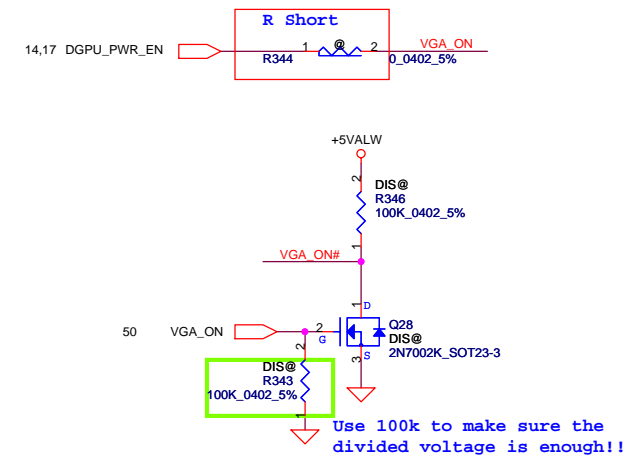 R Short
14,17 DGPU_PWR_EN
1 @ 2 VGA_ON
R344 0_0402_5%
+5VALW
2
DIS@
R346
100K_0402_5%
1
VGA_ON#
1 D
50 VGA_ON 2 G
Q28
DIS@
2N7002K_SOT23-3
3 S
2
DIS@
R343
100K_0402_5%
1
Use 100k to make sure the
divided voltage is enough!!